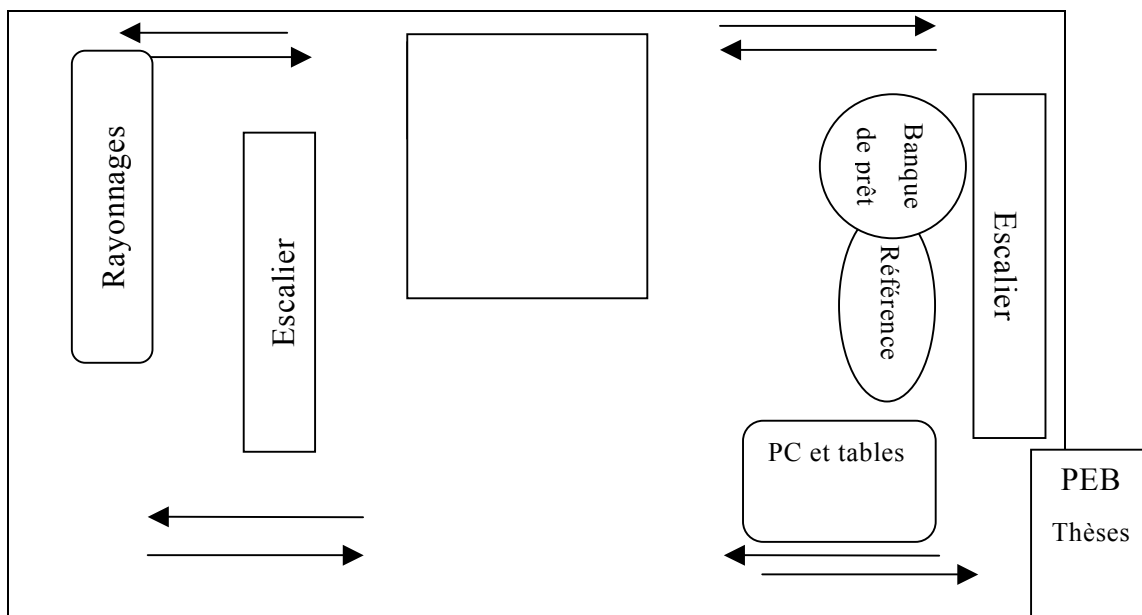 Rayonnages
Escalier
Banque
de prêt
Référence
Escalier
PC et tables
PEB
Thèses